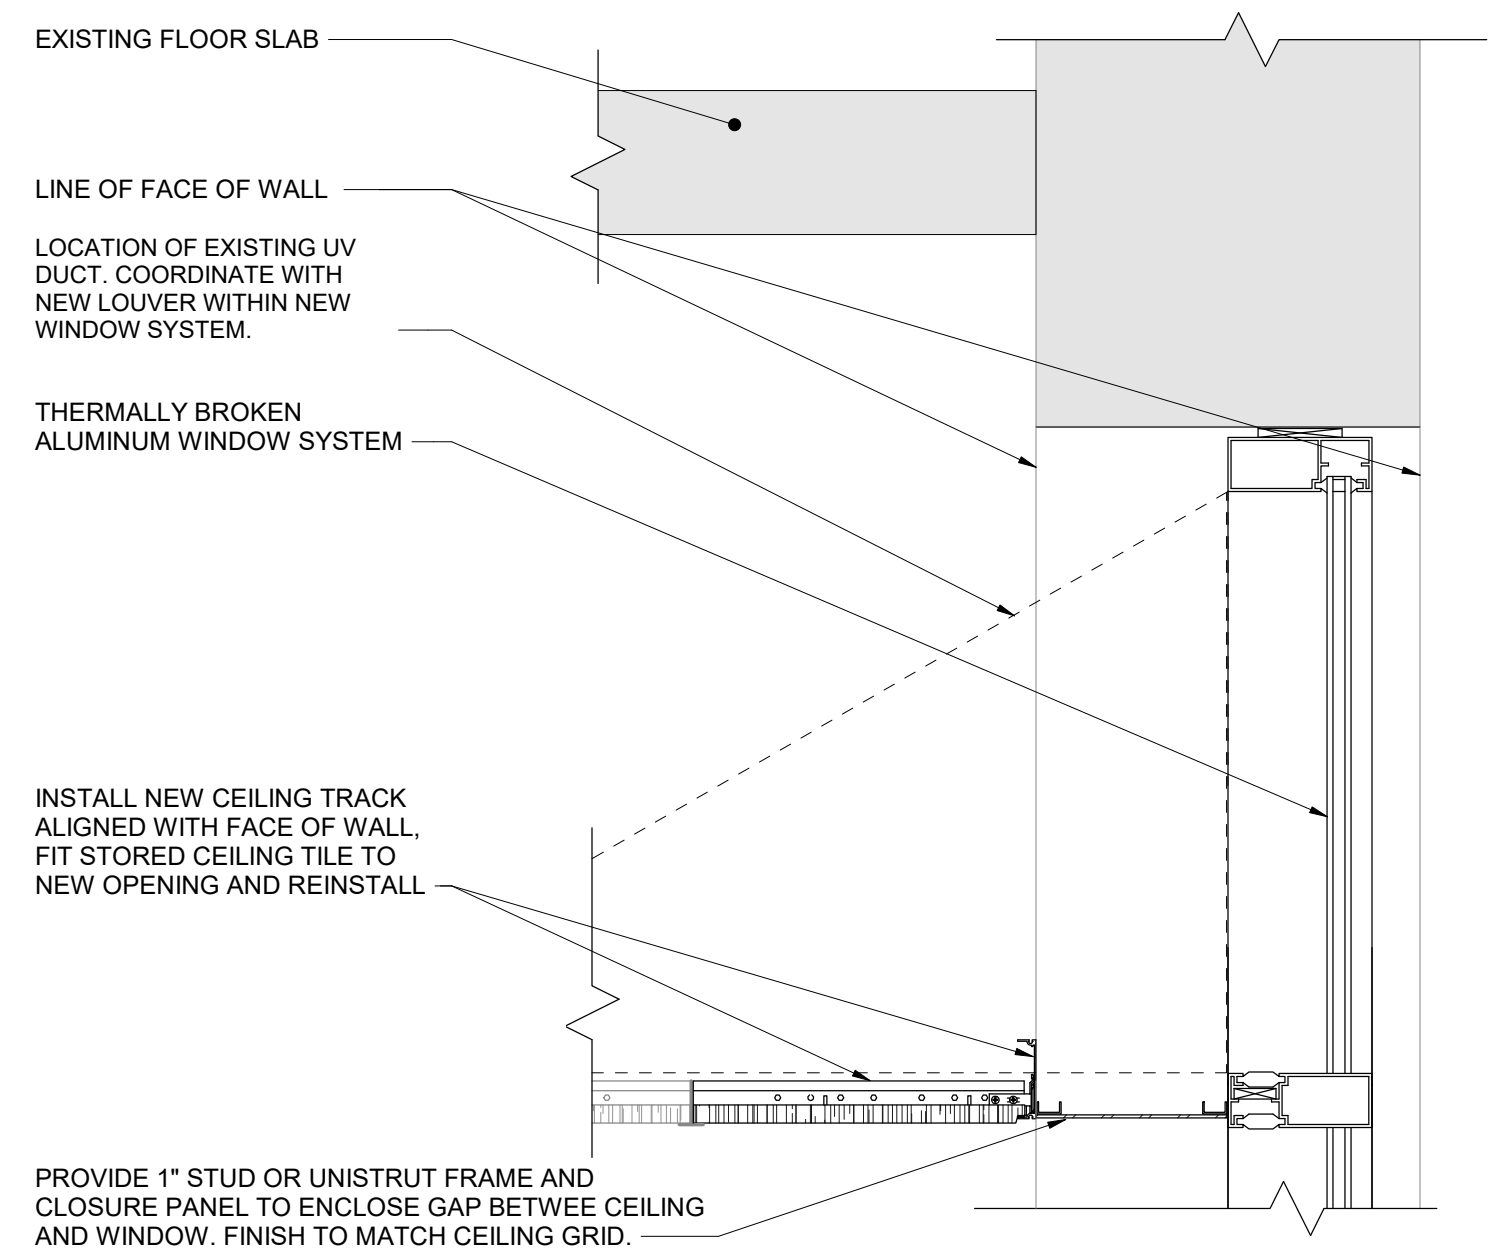 EXISTING FLOOR SLAB
LINE OF FACE OF WALL
LOCATION OF EXISTING UV
DUCT. COORDINATE WITH
NEW LOUVER WITHIN NEW
WINDOW SYSTEM.
THERMALLY BROKEN
ALUMINUM WINDOW SYSTEM
INSTALL NEW CEILING TRACK
ALIGNED WITH FACE OF WALL,
FIT STORED CEILING TILE TO
NEW OPENING AND REINSTALL
PROVIDE 1" STUD OR UNISTRUT FRAME AND
CLOSURE PANEL TO ENCLOSE GAP BETWEE CEILING
AND WINDOW. FINISH TO MATCH CEILING GRID.